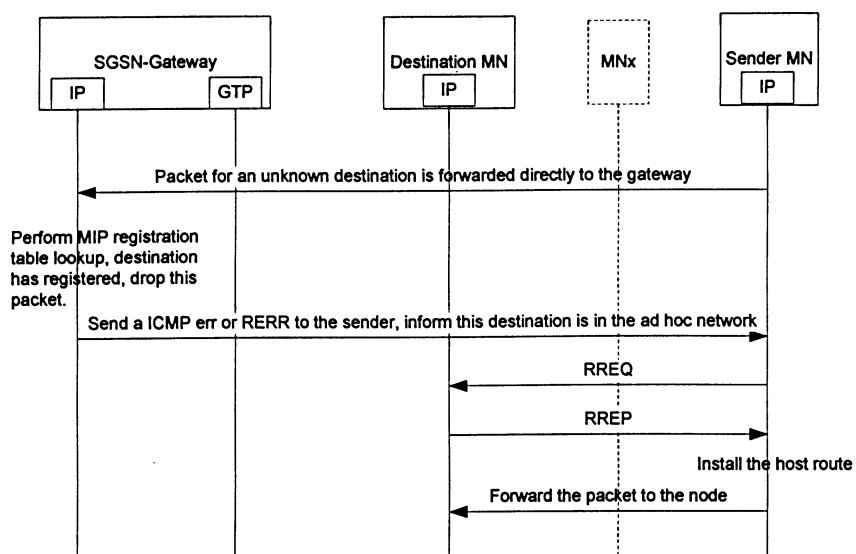 SGSN-Gateway
IP
GTP
Destination MN
IP
MNx
Sender MN
IP
Packet for an unknown destination is forwarded directly to the gateway
Perform MIP registration
table lookup, destination
has registered, drop this
packet.
Send a ICMP err or RERR to the sender, inform this destination is in the ad hoc network
RREQ
RREP
Install the host route
Forward the packet to the node